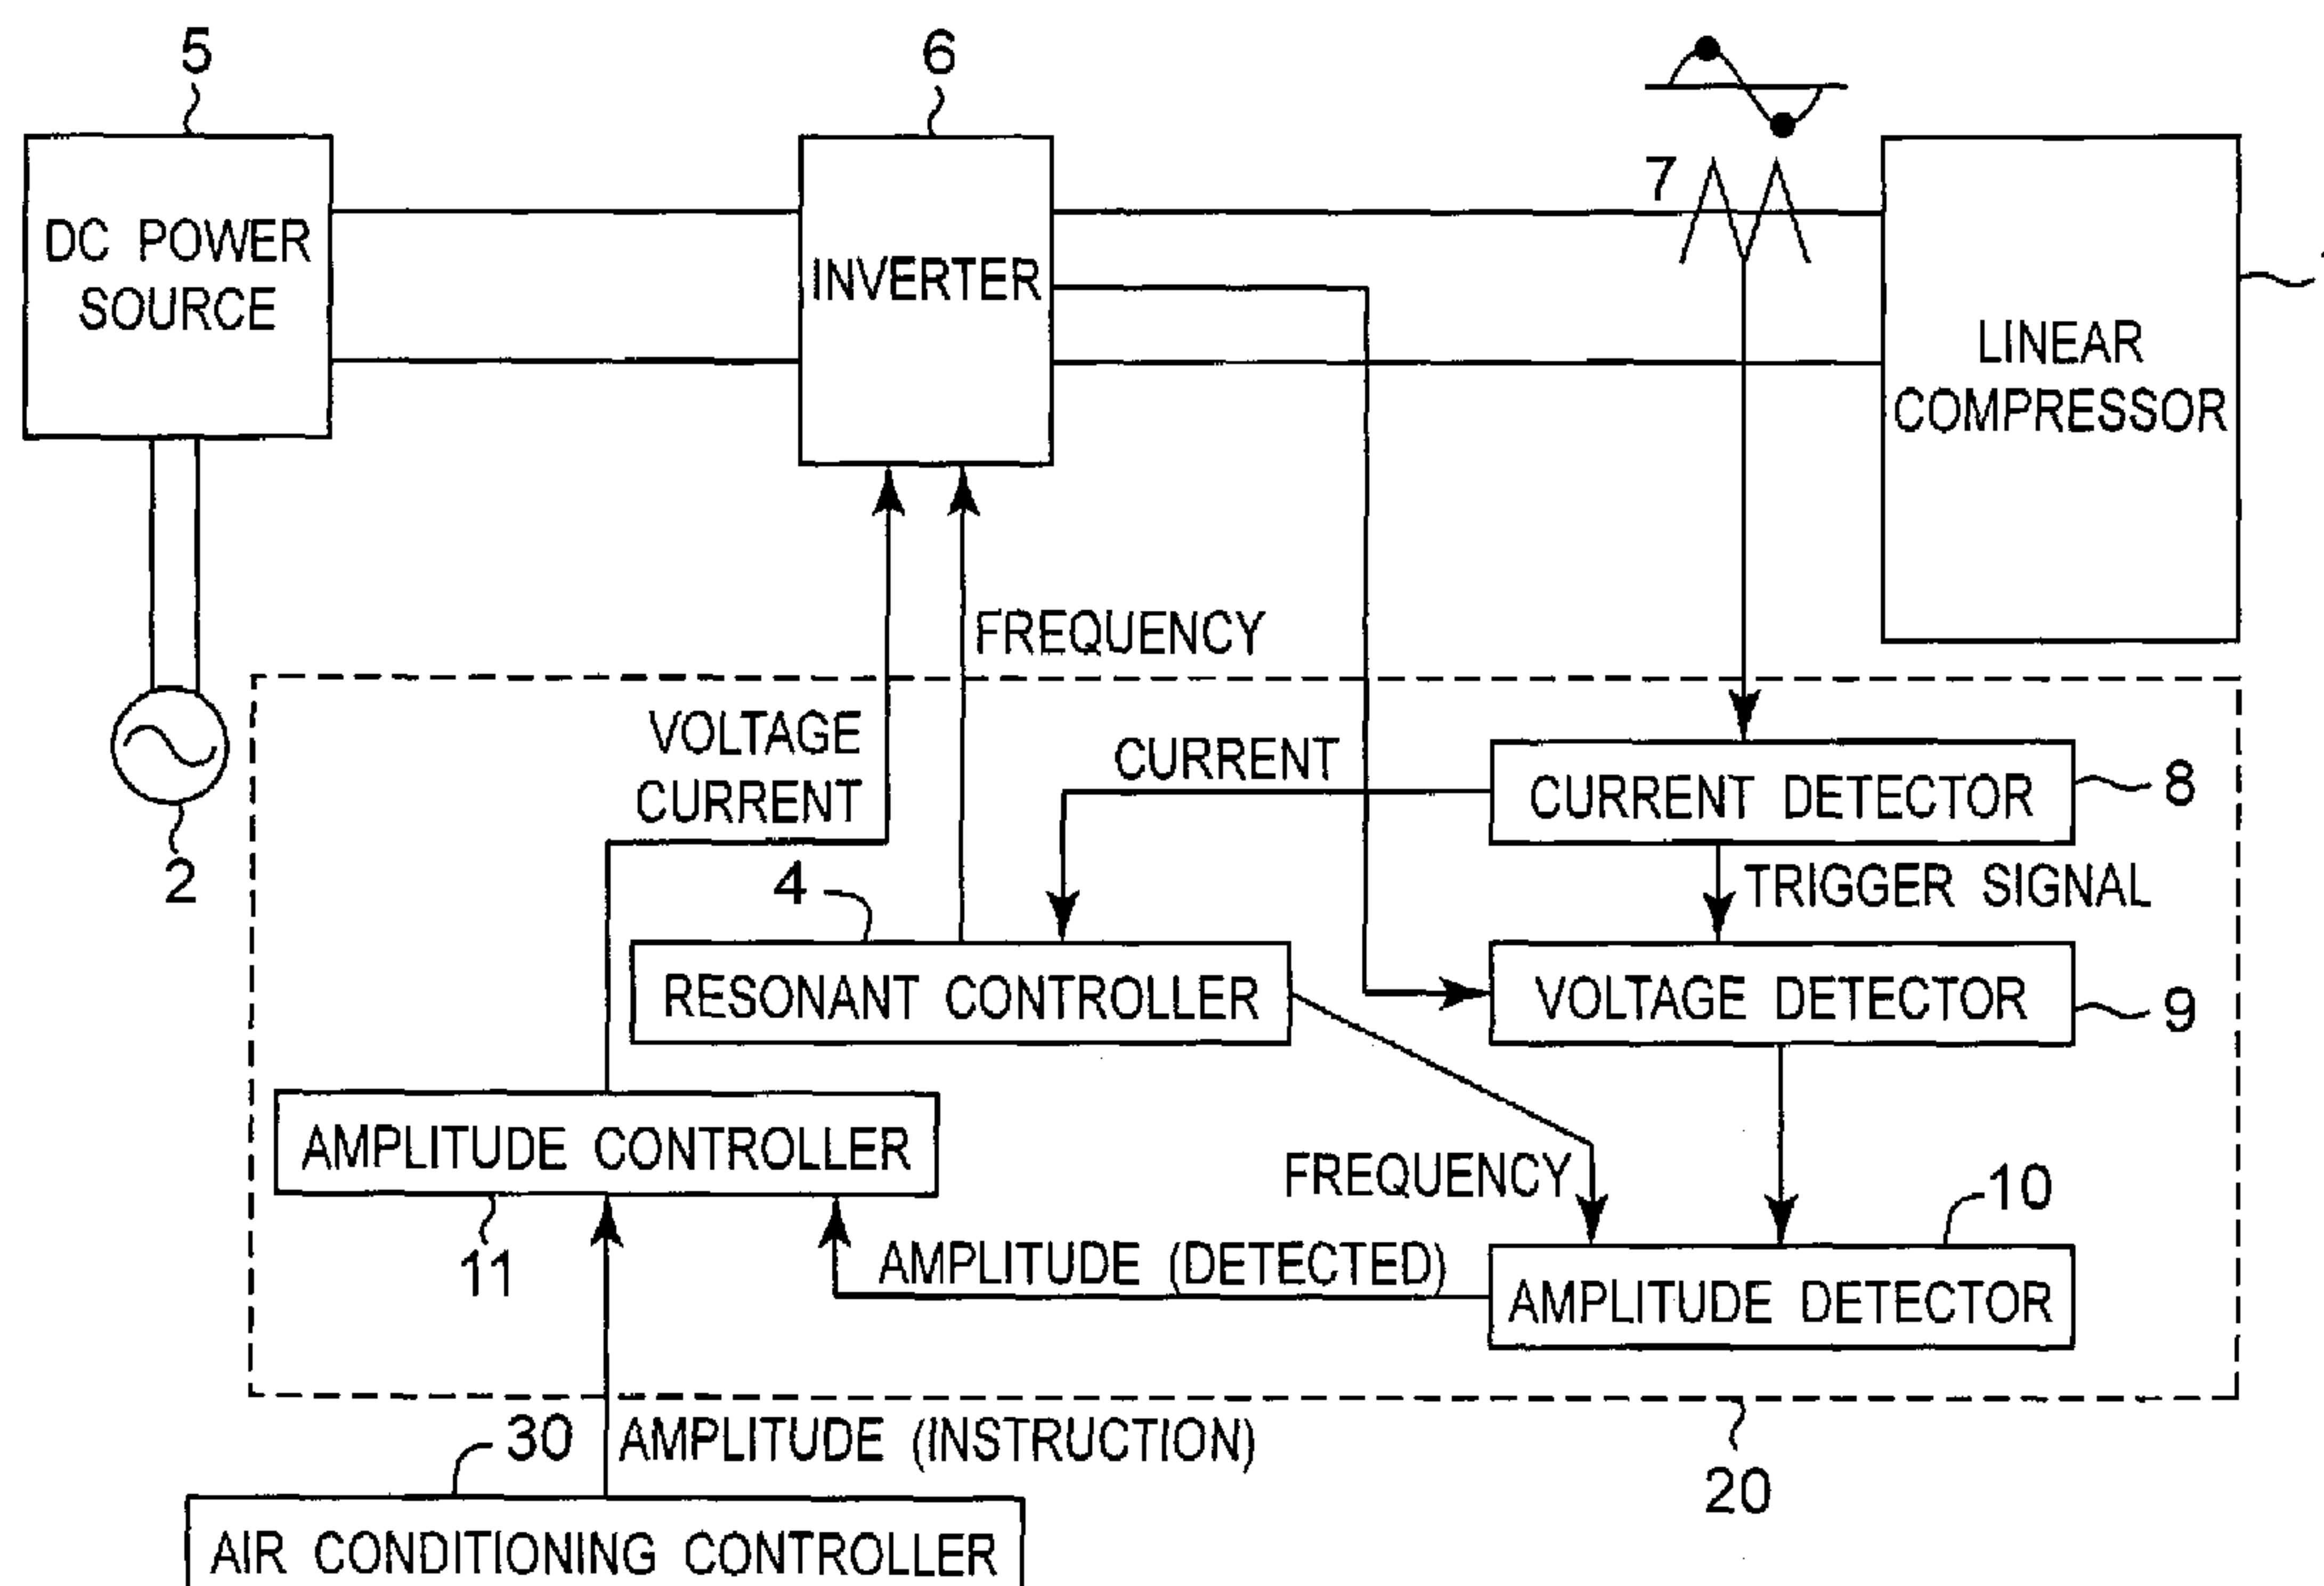 5
6
7
DC POWER
SOURCE
INVERTER
LINEAR
COMPRESSOR
FREQUENCY
VOLTAGE
CURRENT
CURRENT
2
CURRENT DETECTOR
8
TRIGGER SIGNAL
4
RESONANT CONTROLLER
VOLTAGE DETECTOR
9
AMPLITUDE CONTROLLER
11
FREQUENCY
10
AMPLITUDE (DETECTED)
AMPLITUDE DETECTOR
30
AMPLITUDE (INSTRUCTION)
20
AIR CONDITIONING CONTROLLER